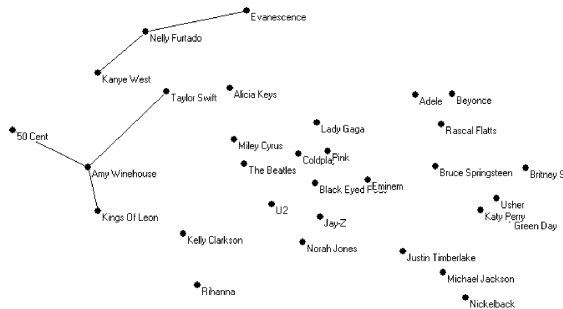 Evanescence
Nelly Furtado
Kanye West
Taylor Swift
Alicia Keys
Adele
Beyonce
50 Cent
Lady Gaga
Rascal Flatts
Miley Cyrus
Coldplay
Pink
The Beatles
Amy Winehouse
Bruce Springsteen
Britney S
Black Eyed Peas
Eminem
Kings Of Leon
U2
Usher
Katy Perry
Green Day
Jay-Z
Kelly Clarkson
Norah Jones
Justin Timberlake
Michael Jackson
Rihanna
Nickelback